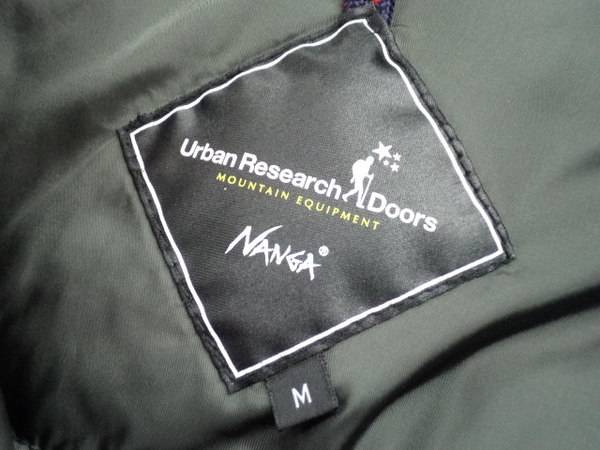 Urban Research Doors
MOUNTAIN EQUIPMENT
NANGA®
M